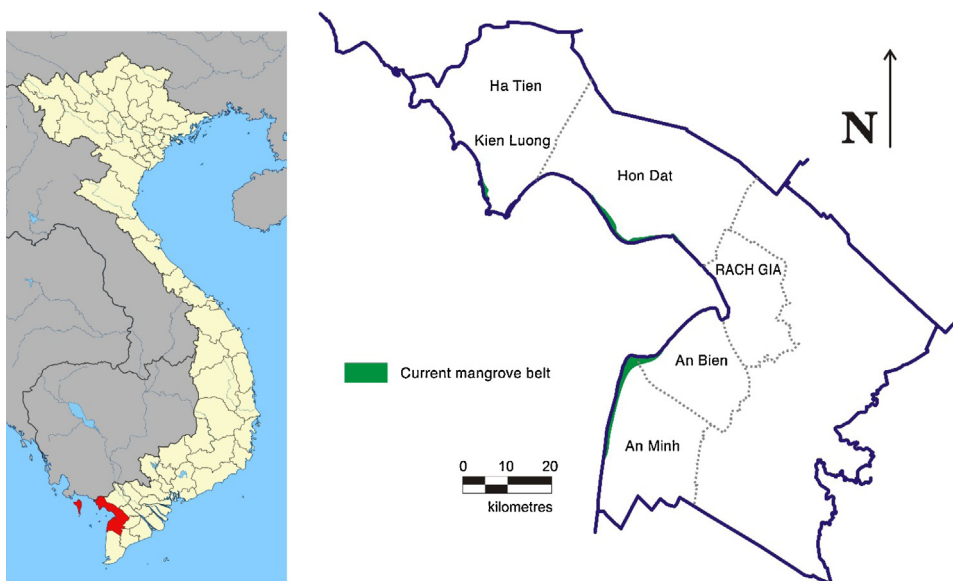 Ha Tien
Kien Luong
Hon Dat
N
RACH GIA
Current mangrove belt
An Bien
An Minh
0 10 20
kilometres